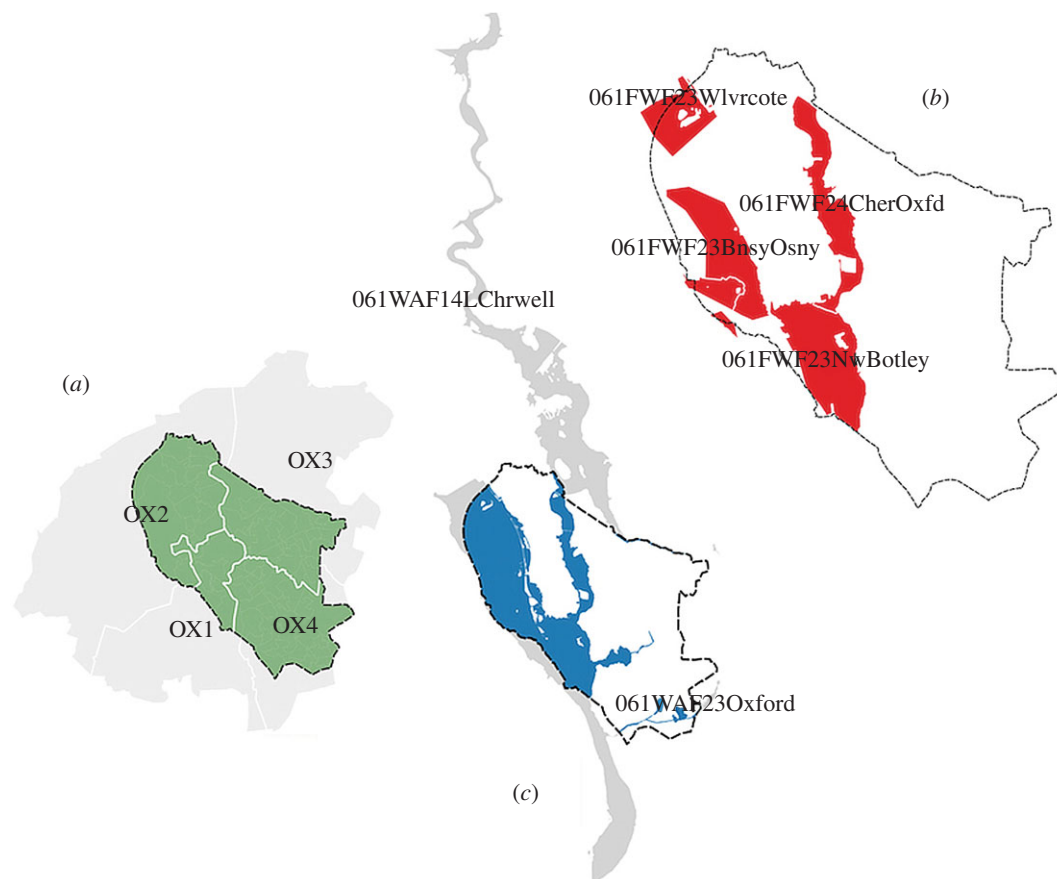 061FWF23Wlvrcote
(b)
061FWF24CherOxfd
061FWF23BnsyOsny
061WAF14LChrwell
061FWF23NwBotley
(a)
OX3
OX2
OX1
OX4
061WAF23Oxford
(c)